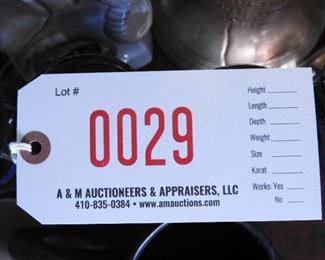 Lot #
0029
Height
Length
Depth
Weight
Size
Karat
Works: Yes
No
A & M AUCTIONEERS & APPRAISERS, LLC
410-835-0384 • www.amauctions.com